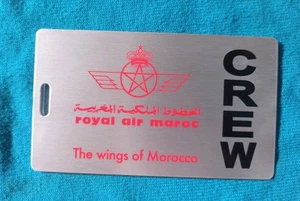 الخطوط الملكية المغربية
royal air maroc
The wings of Morocco
CREW